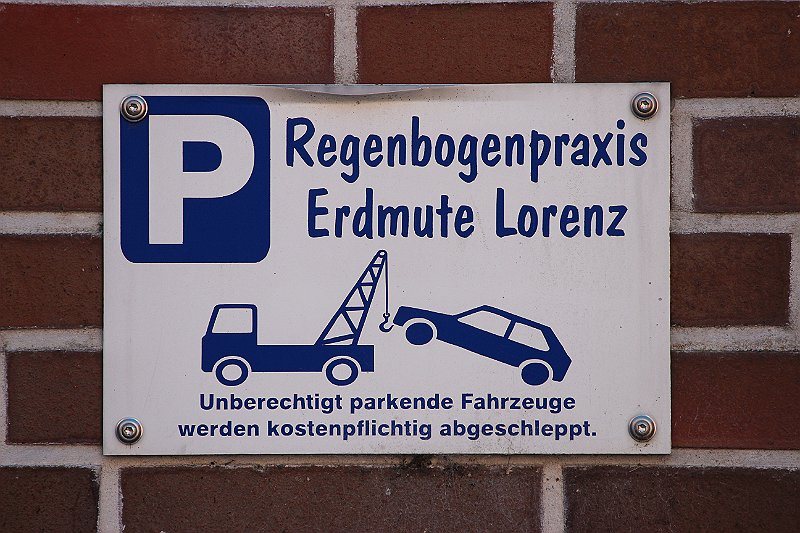 P
Regenbogenpraxis
Erdmute Lorenz
Unberechtigt parkende Fahrzeuge
werden kostenpflichtig abgeschleppt.